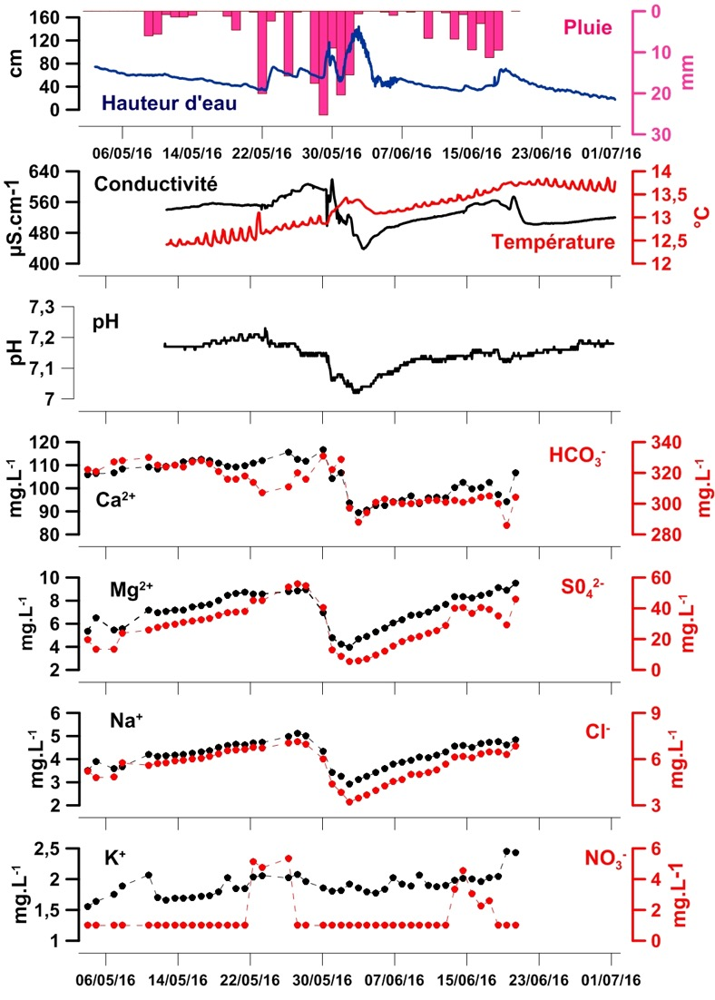 160 0
120 Pluie 10
80
40 Hauteur d'eau 20
0
30
cm mm
06/05/16 14/05/16 22/05/16 30/05/16 07/06/16 15/06/16 23/06/16 01/07/16
640 Conductivité 14
560 13,5
13
480 12,5
400 Température 12
µS.cm-1 °C
7,3 pH
7,2
7,1
7
pH
120 HCO₃⁻ 340
110 320
100 Ca²⁺ 300
90
80 280
mg.L⁻¹ mg.L⁻¹
10 Mg²⁺ S0₄²⁻ 60
8 40
6
4 20
2 0
mg.L⁻¹ mg.L⁻¹
6 Na⁺ Cl⁻ 9
5
4 6
3
2 3
mg.L⁻¹ mg.L⁻¹
2,5 K⁺ NO₃⁻ 6
2 4
1,5 2
1 0
mg.L⁻¹ mg.L-1
06/05/16 14/05/16 22/05/16 30/05/16 07/06/16 15/06/16 23/06/16 01/07/16